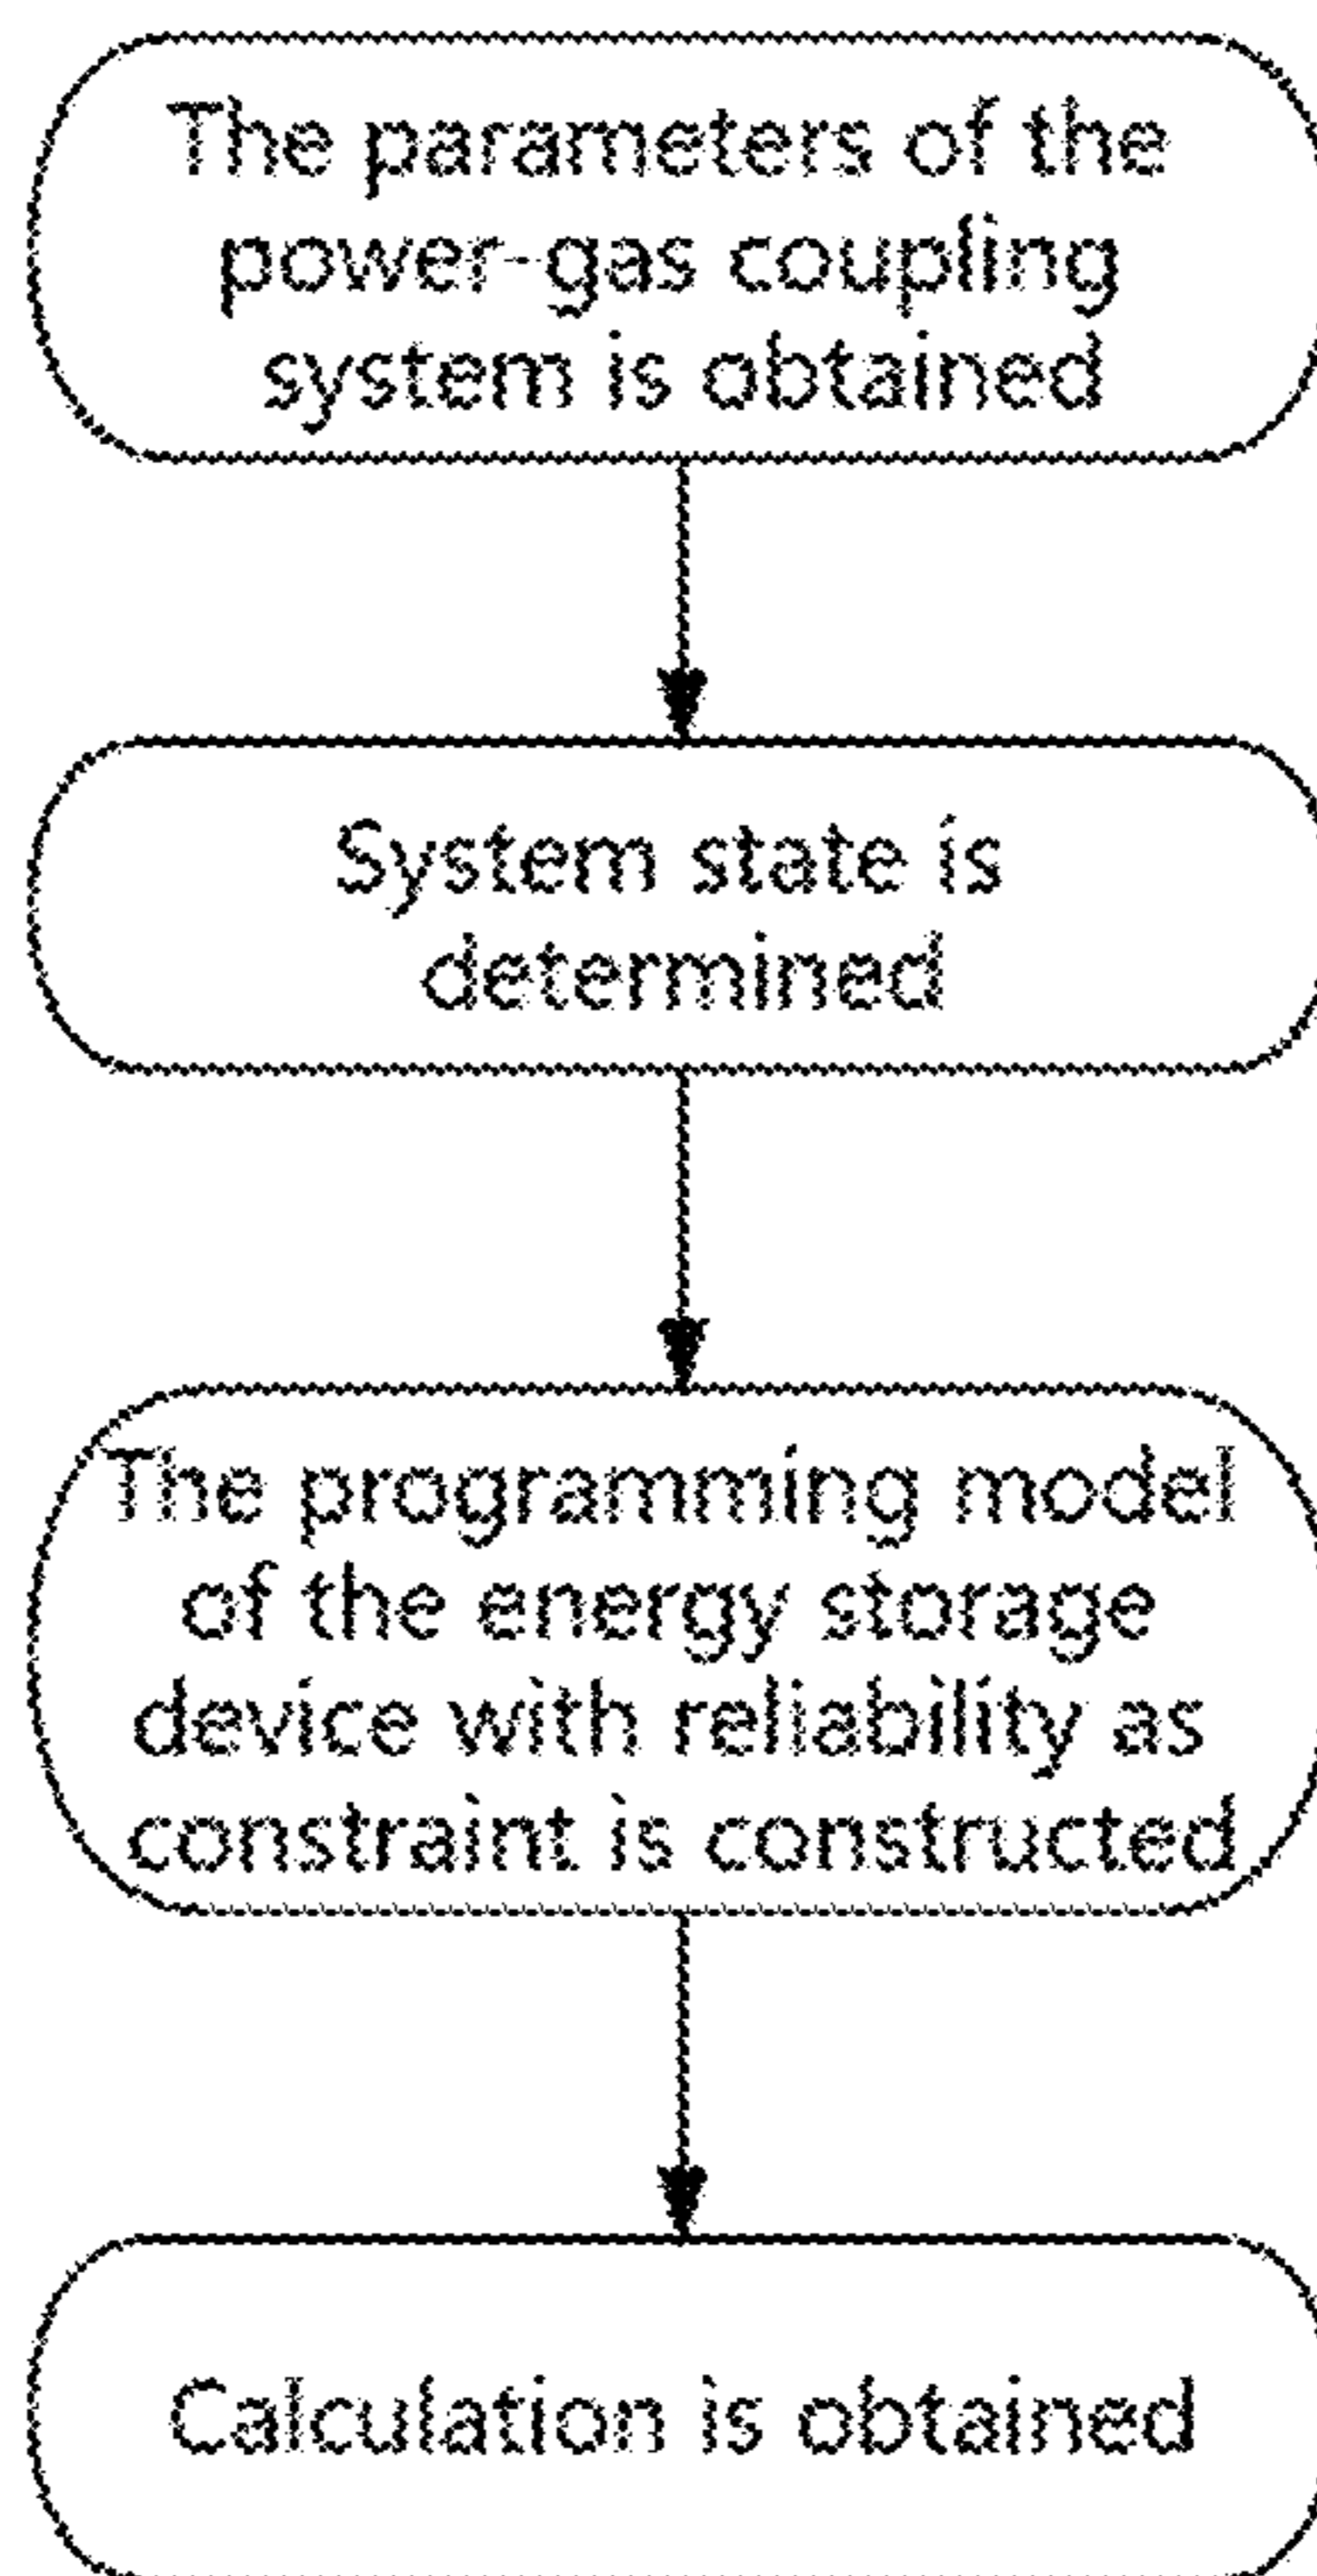 The parameters of the
power-gas coupling
system is obtained
System state is
determined
The programming model
of the energy storage
device with reliability as
constraint is constructed
Calculation is obtained